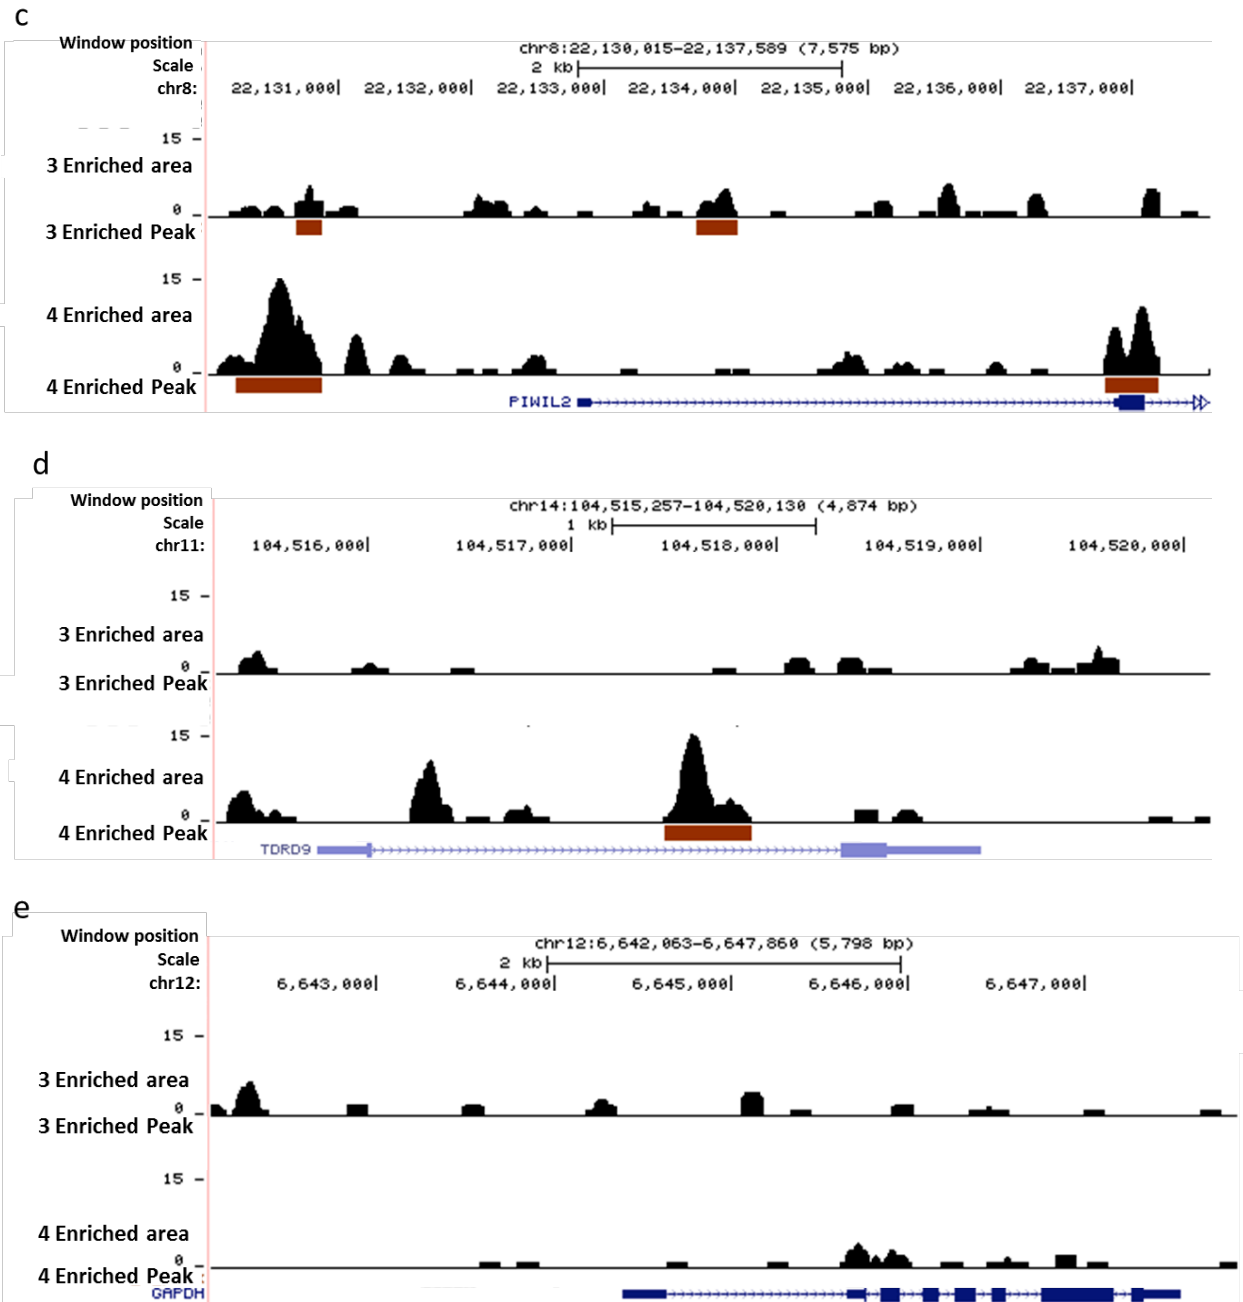 c
Window position chr8:22,130,015-22,137,589 (7,575 bp)
Scale 2 kb
chr8: 22,131,000| 22,132,000| 22,133,000| 22,134,000| 22,135,000| 22,136,000| 22,137,000|
15
3 Enriched area
0
3 Enriched Peak
15
4 Enriched area
0
4 Enriched Peak
PIWIL2
d
Window position chr14:104,515,257-104,520,130 (4,874 bp)
Scale 1 kb
chr11: 104,516,000| 104,517,000| 104,518,000| 104,519,000| 104,520,000|
15
3 Enriched area
0
3 Enriched Peak
15
4 Enriched area
0
4 Enriched Peak
TDRD9
e
Window position chr12:6,642,063-6,647,860 (5,798 bp)
Scale 2 kb
chr12: 6,643,000| 6,644,000| 6,645,000| 6,646,000| 6,647,000|
15
3 Enriched area
0
3 Enriched Peak
15
4 Enriched area
0
4 Enriched Peak :
GAPDH